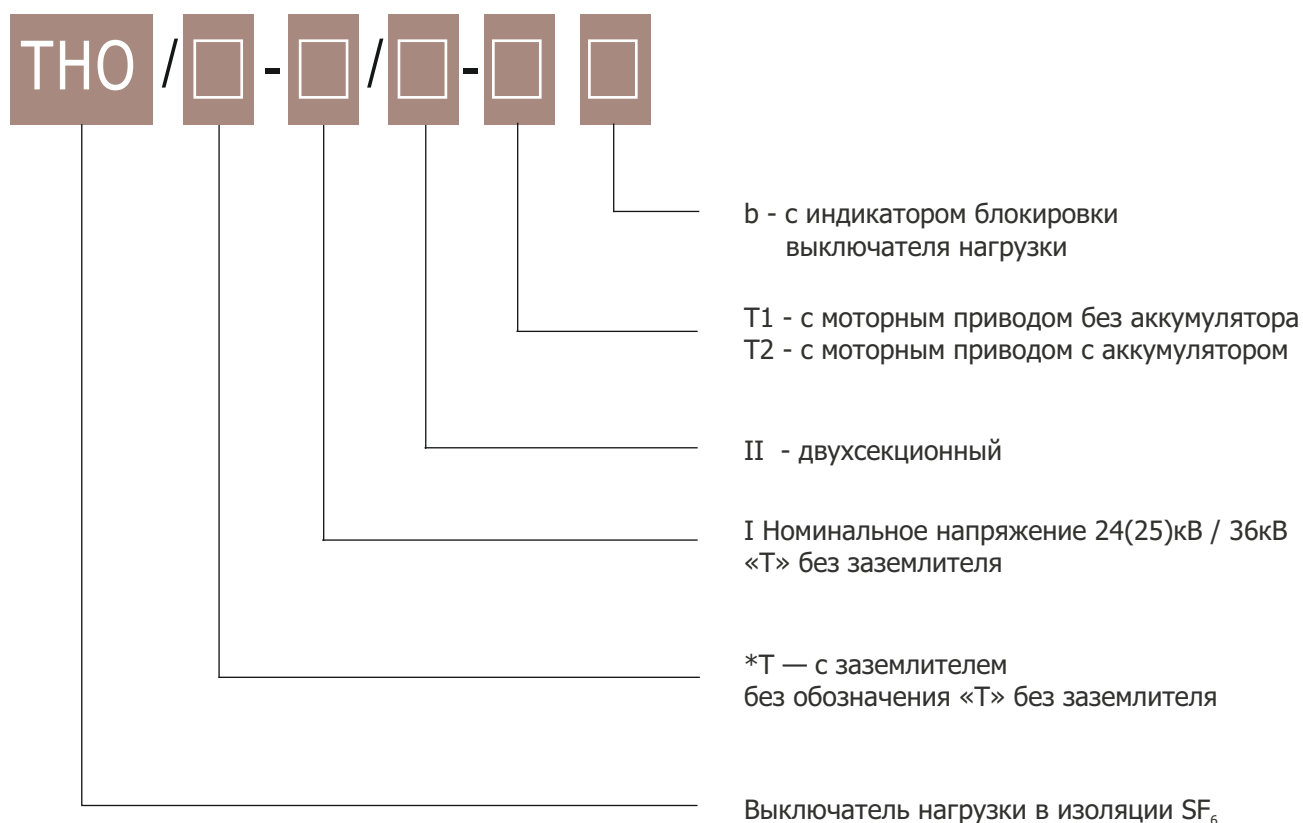 THO /□-□/□-□ □
b - с индикатором блокировки
выключателя нагрузки
T1 - с моторным приводом без аккумулятора
T2 - с моторным приводом с аккумулятором
II - двухсекционный
I Номинальное напряжение 24(25)кВ / 36кВ
«Т» без заземлителя
*Т — с заземлителем
без обозначения «Т» без заземлителя
Выключатель нагрузки в изоляции SF₆